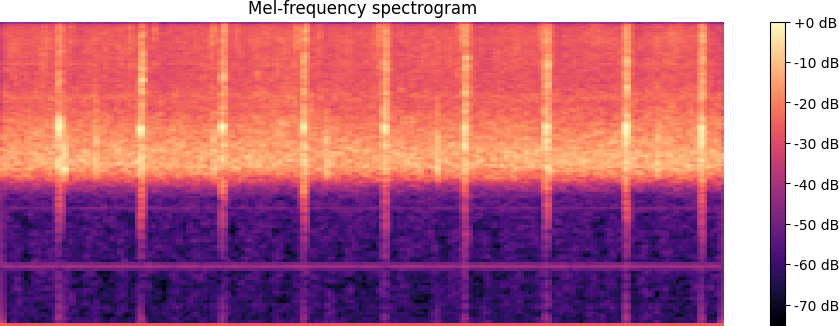 Mel-frequency spectrogram
+0 dB
-10 dB
-20 dB
-30 dB
-40 dB
-50 dB
-60 dB
-70 dB